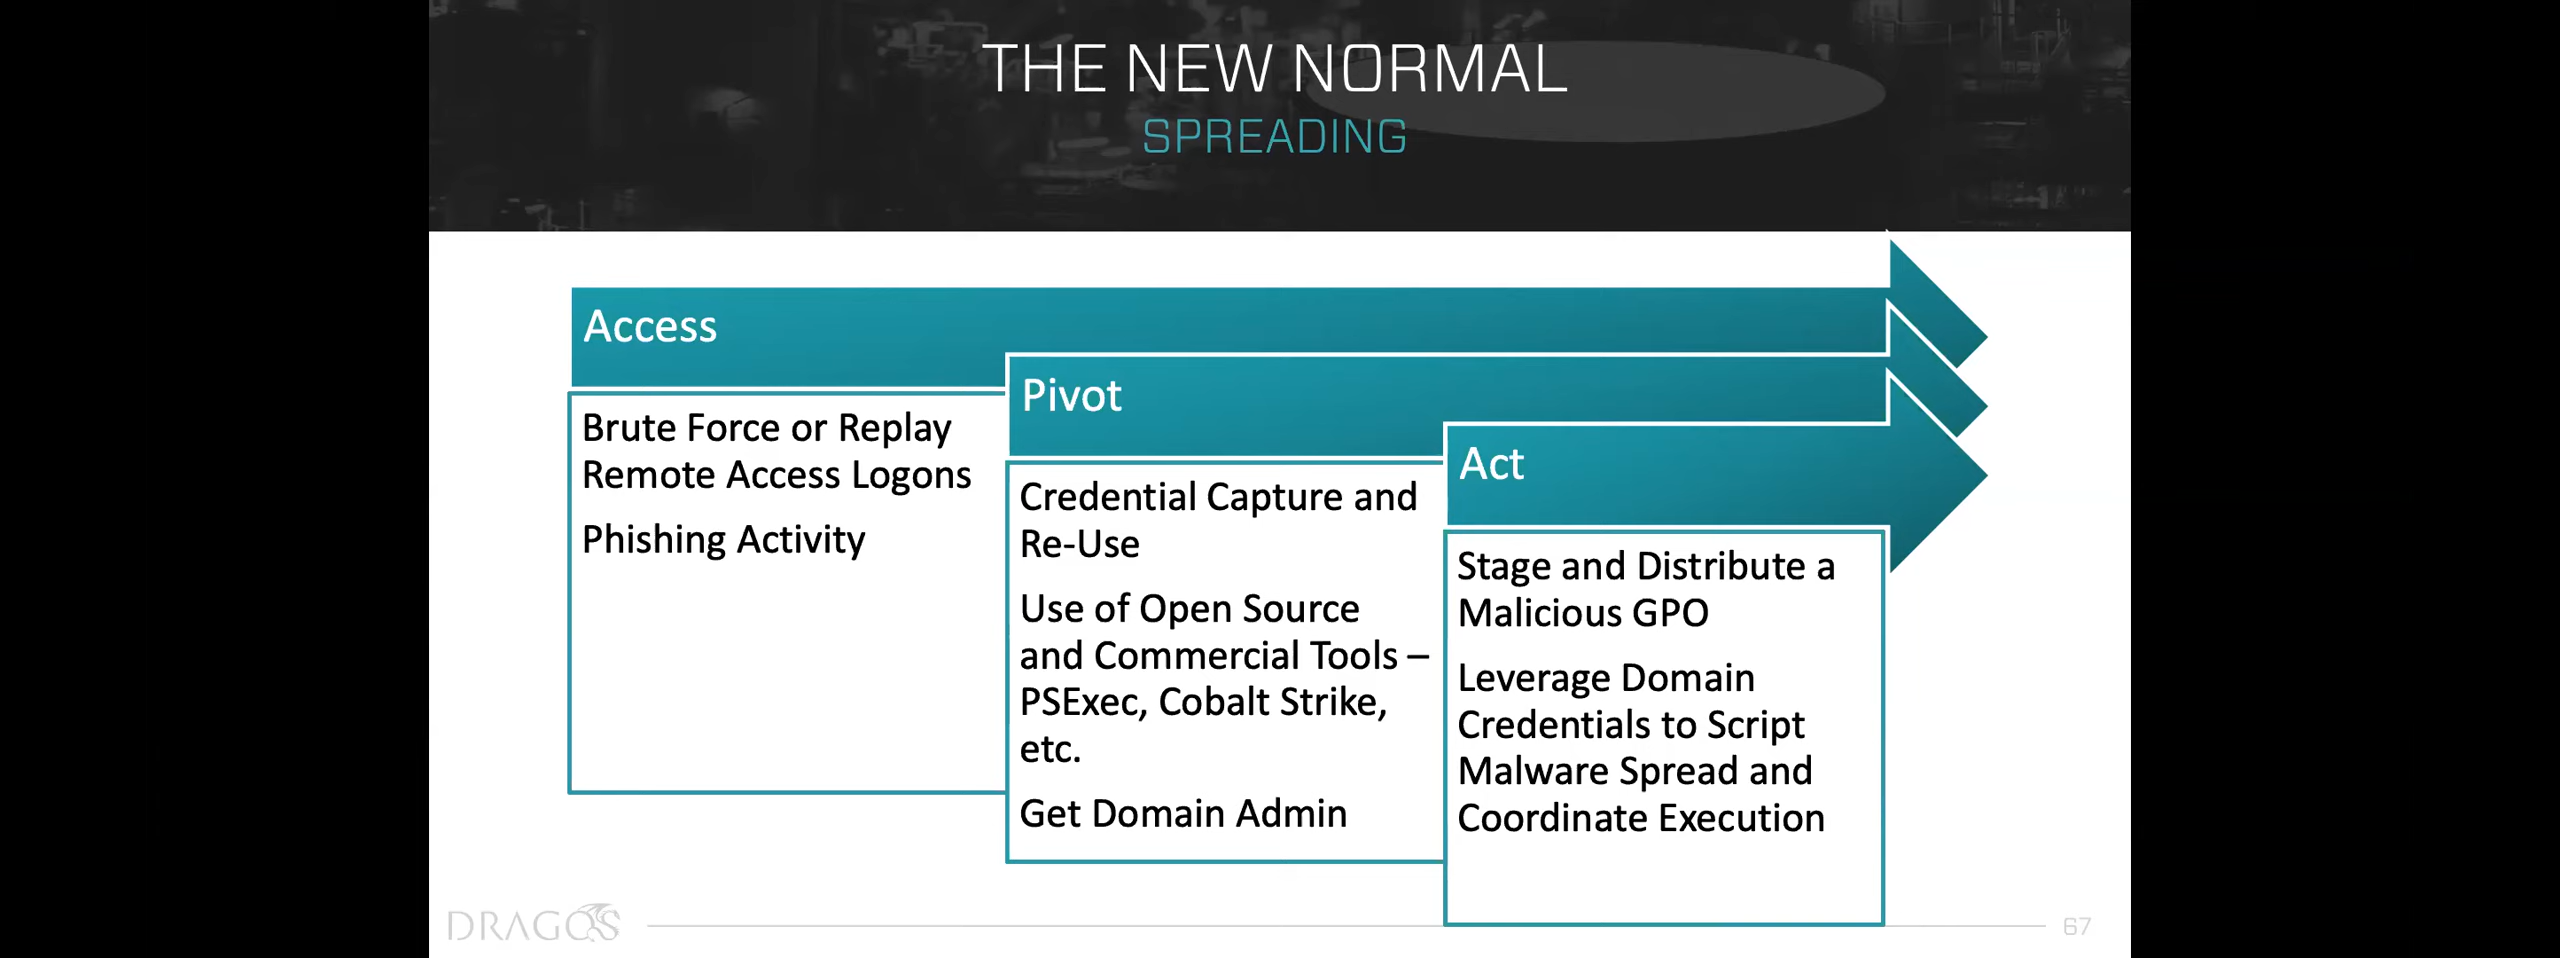 THE NEW NORMAL
SPREADING
Access
Brute Force or Replay
Remote Access Logons
Phishing Activity
Pivot
Credential Capture and
Re-Use
Use of Open Source
and Commercial Tools –
PSExec, Cobalt Strike,
etc.
Get Domain Admin
Act
Stage and Distribute a
Malicious GPO
Leverage Domain
Credentials to Script
Malware Spread and
Coordinate Execution
DRAGOS
67